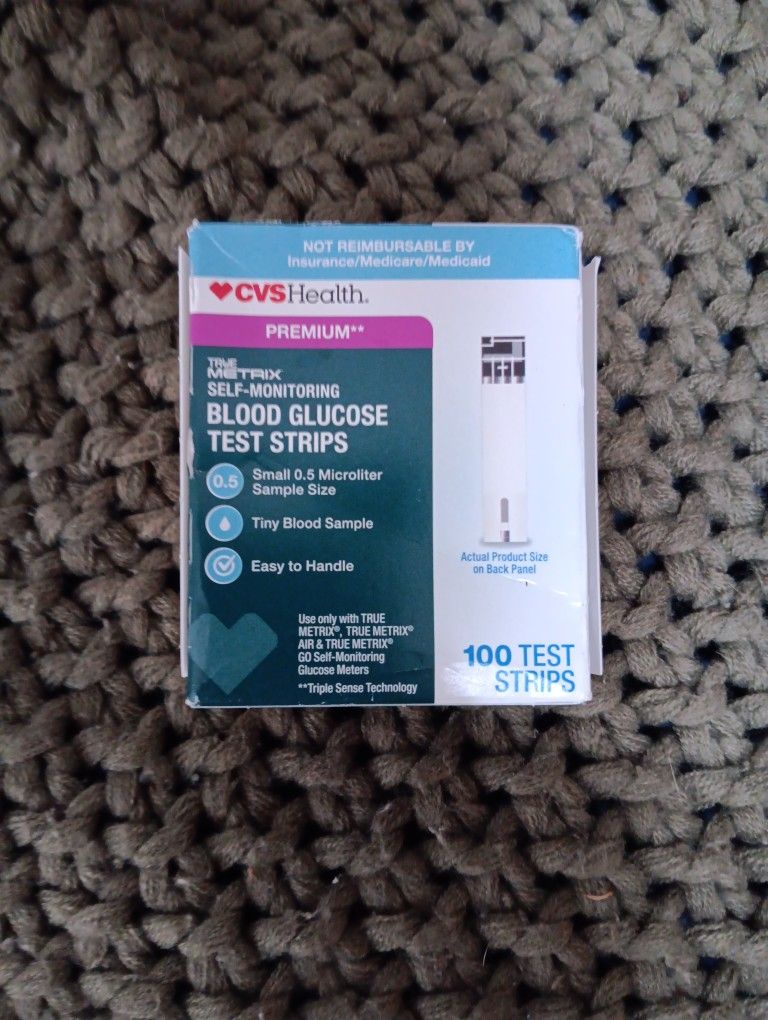 NOT REIMBURSABLE BY
Insurance/Medicare/Medicaid
CVSHealth.
PREMIUM**
TRUE
METRIX
SELF-MONITORING
BLOOD GLUCOSE
TEST STRIPS
0.5
Small 0.5 Microliter
Sample Size
Tiny Blood Sample
Easy to Handle
Use only with TRUE
METRIX®, TRUE METRIX®
AIR & TRUE METRIX®
GO Self-Monitoring
Glucose Meters
**Triple Sense Technology
Actual Product Size
on Back Panel
100 TEST
STRIPS